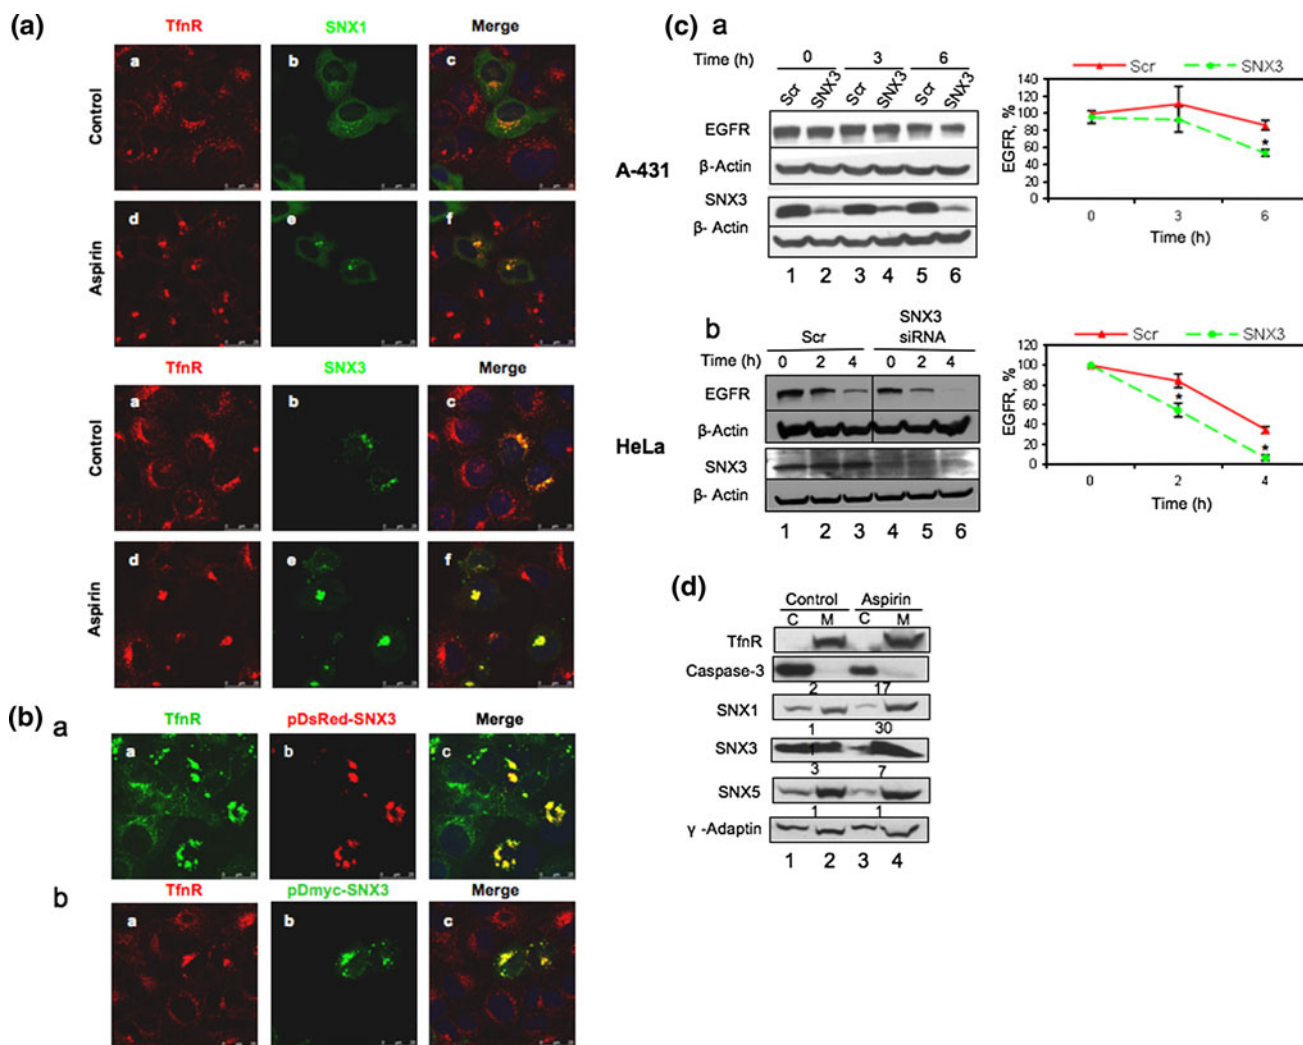 (a)
TfnR SNX1 Merge
Control
a b c
Aspirin
d e f
TfnR SNX3 Merge
Control
a b c
Aspirin
d e f
(b) a
TfnR pDsRed-SNX3 Merge
a b c
b
TfnR pDmyc-SNX3 Merge
a b c
(c) a
Time (h) 0 3 6
Scr SNX3 Scr SNX3 Scr SNX3
A-431
EGFR
β-Actin
SNX3
β- Actin
1 2 3 4 5 6
Scr SNX3
EGFR, %
140
120
100
80
60
40
20
0
*
0 3 6
Time (h)
b
Scr SNX3 siRNA
Time (h) 0 2 4 0 2 4
HeLa
EGFR
β-Actin
SNX3
β- Actin
1 2 3 4 5 6
Scr SNX3
EGFR, %
120
100
80
60
40
20
0
*
*
0 2 4
Time (h)
(d)
Control Aspirin
C M C M
TfnR
Caspase-3
2 17
SNX1
1 30
SNX3
1
3 7
SNX5
1 1
γ -Adaptin
1 2 3 4